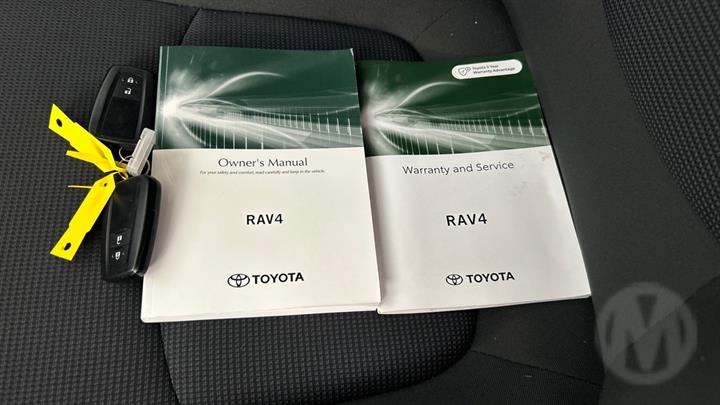 Owner's Manual
For your safety and comfort, read carefully and keep in the vehicle.
RAV4
TOYOTA
Toyota 5 Year
Warranty Advantage
Warranty and Service
RAV4
TOYOTA
M